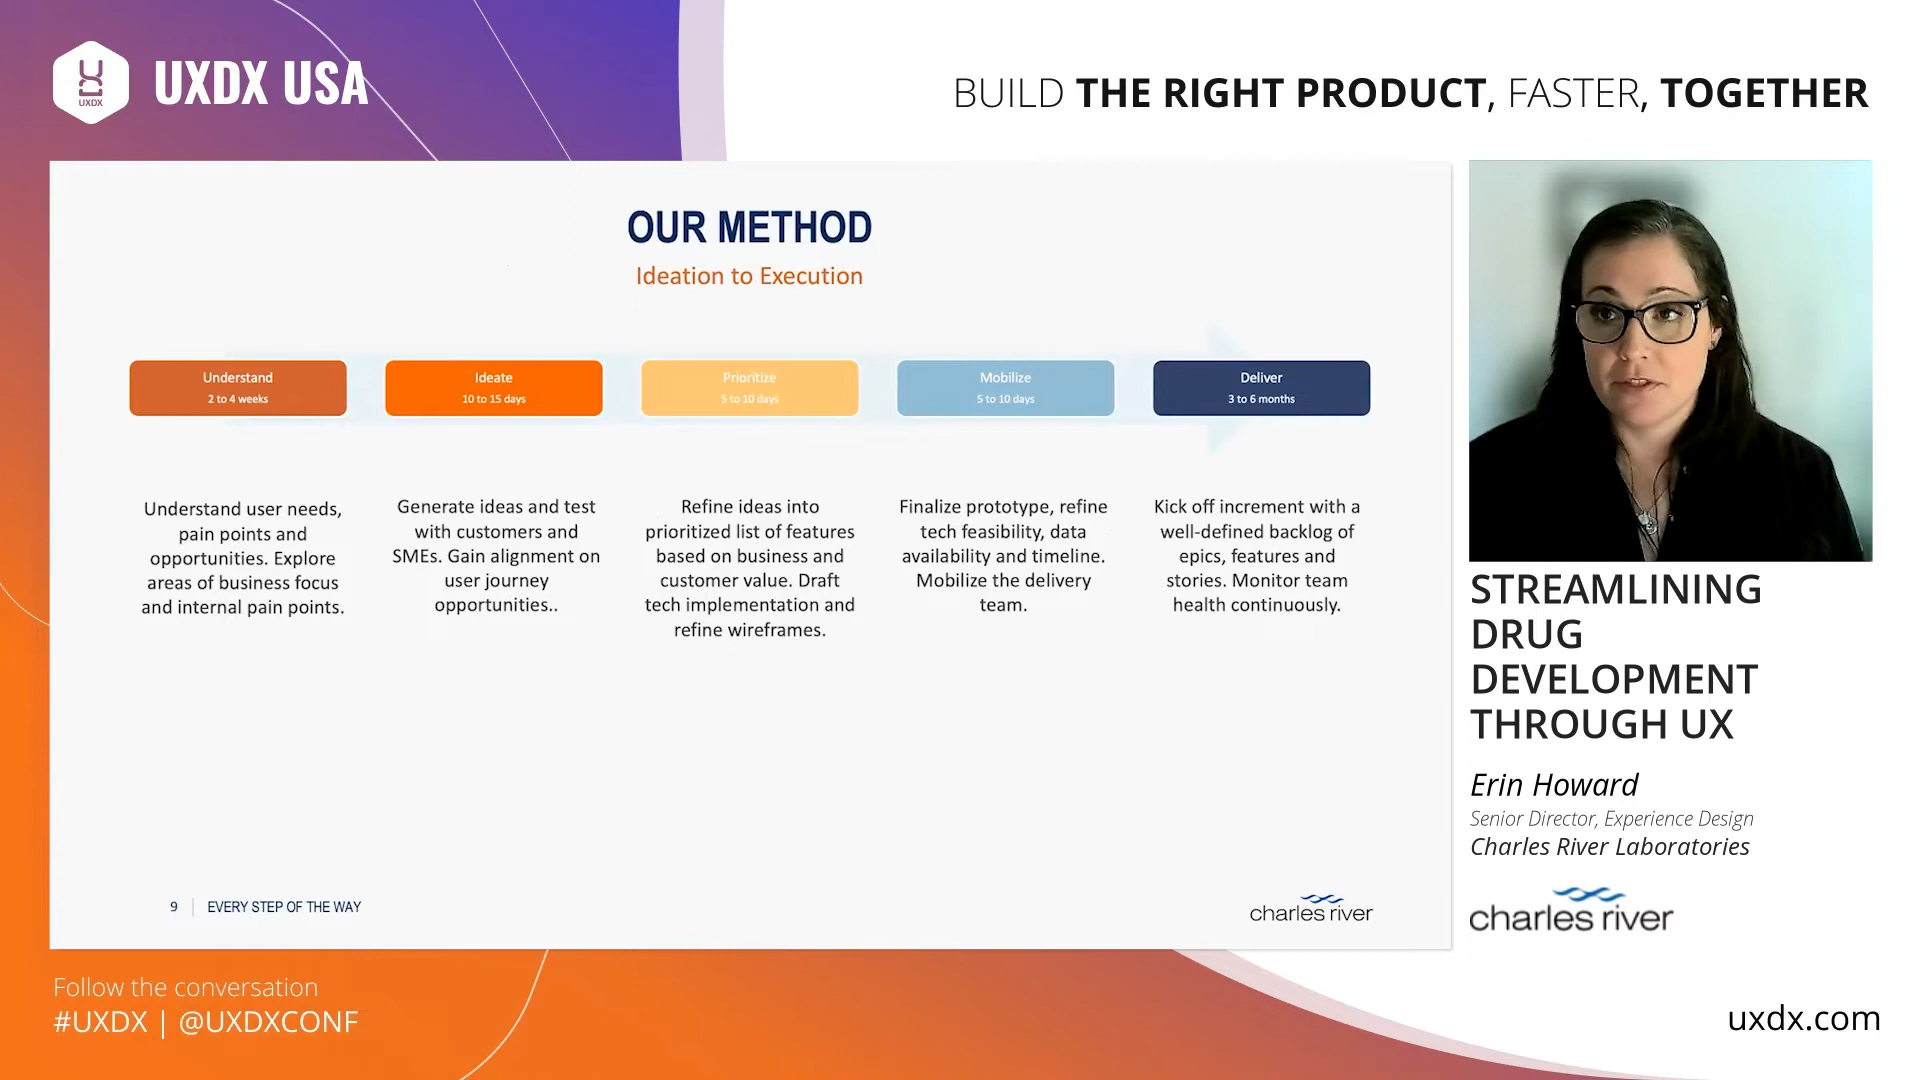 UXDX
UXDX USA
BUILD THE RIGHT PRODUCT, FASTER, TOGETHER
OUR METHOD
Ideation to Execution
Understand
2 to 4 weeks
Ideate
10 to 15 days
Prioritize
5 to 10 days
Mobilize
5 to 10 days
Deliver
3 to 6 months
Understand user needs,
pain points and
opportunities. Explore
areas of business focus
and internal pain points.
Generate ideas and test
with customers and
SMEs. Gain alignment on
user journey
opportunities..
Refine ideas into
prioritized list of features
based on business and
customer value. Draft
tech implementation and
refine wireframes.
Finalize prototype, refine
tech feasibility, data
availability and timeline.
Mobilize the delivery
team.
Kick off increment with a
well-defined backlog of
epics, features and
stories. Monitor team
health continuously.
9 | EVERY STEP OF THE WAY
charles river
STREAMLINING
DRUG
DEVELOPMENT
THROUGH UX
Erin Howard
Senior Director, Experience Design
Charles River Laboratories
charles river
Follow the conversation
#UXDX | @UXDXCONF
uxdx.com